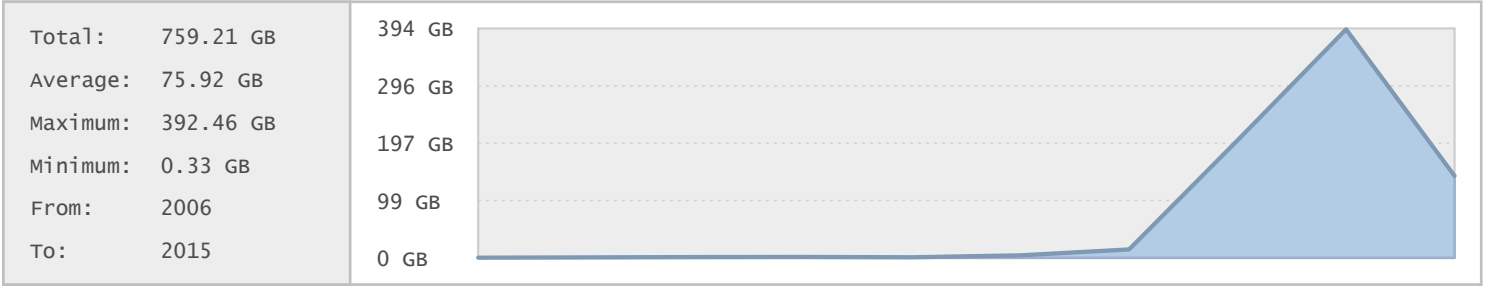 Total: 759.21 GB
Average: 75.92 GB
Maximum: 392.46 GB
Minimum: 0.33 GB
From: 2006
To: 2015
394 GB
296 GB
197 GB
99 GB
0 GB